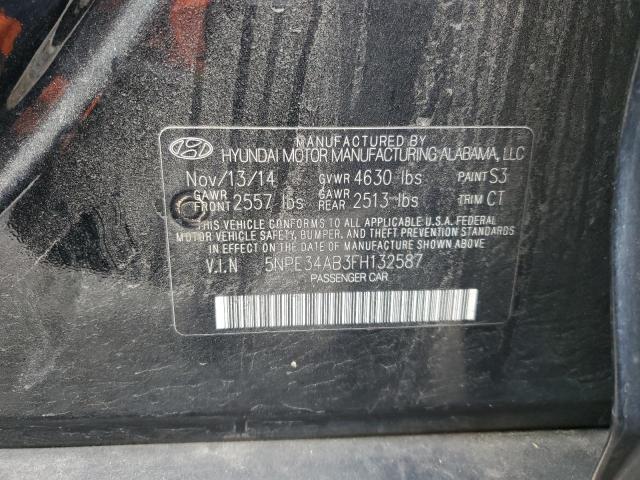 MANUFACTURED BY
HYUNDAI MOTOR MANUFACTURING ALABAMA, LLC
Nov/13/14 GVWR 4630 lbs PAINT S3
GAWR FRONT 2557 lbs GAWR REAR 2513 lbs TRIM CT
THIS VEHICLE CONFORMS TO ALL APPLICABLE U.S.A. FEDERAL
MOTOR VEHICLE SAFETY, BUMPER, AND THEFT PREVENTION STANDARDS
IN EFFECT ON THE DATE OF MANUFACTURE SHOWN ABOVE
V.I.N 5NPE34AB3FH132587
PASSENGER CAR